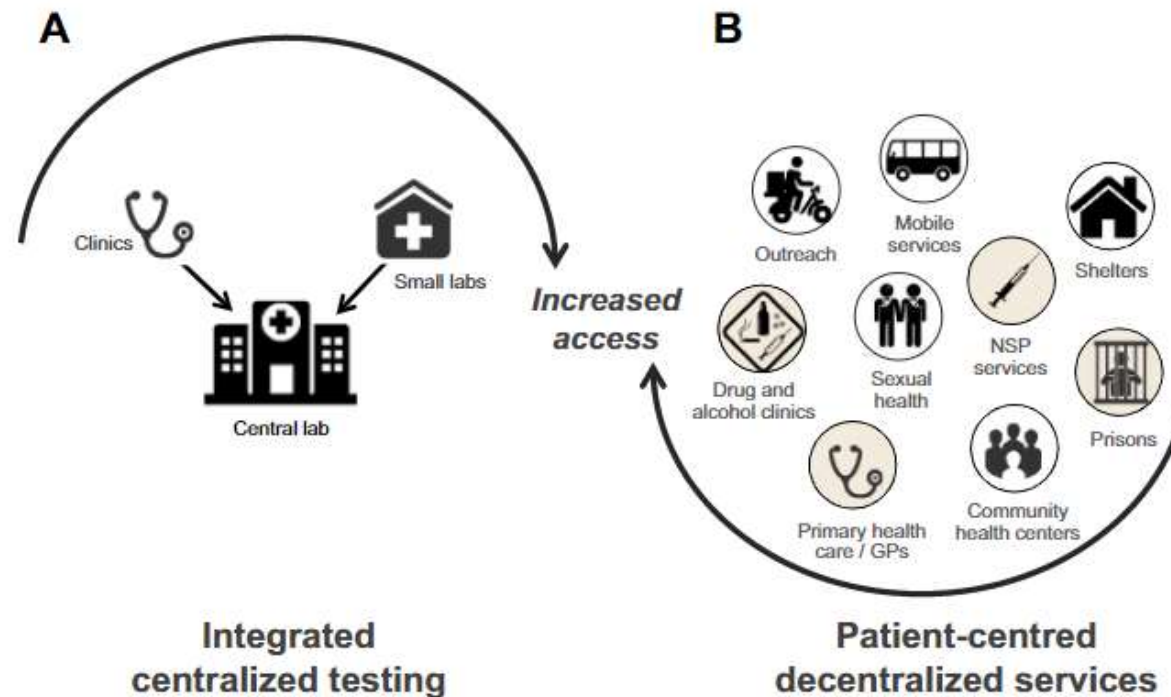 A
Clinics
Small labs
Central lab
Integrated
centralized testing
Increased
access
B
Outreach
Mobile
services
Shelters
Drug and
alcohol clinics
Sexual
health
NSP
services
Prisons
Primary health
care / GPs
Community
health centers
Patient-centred
decentralized services